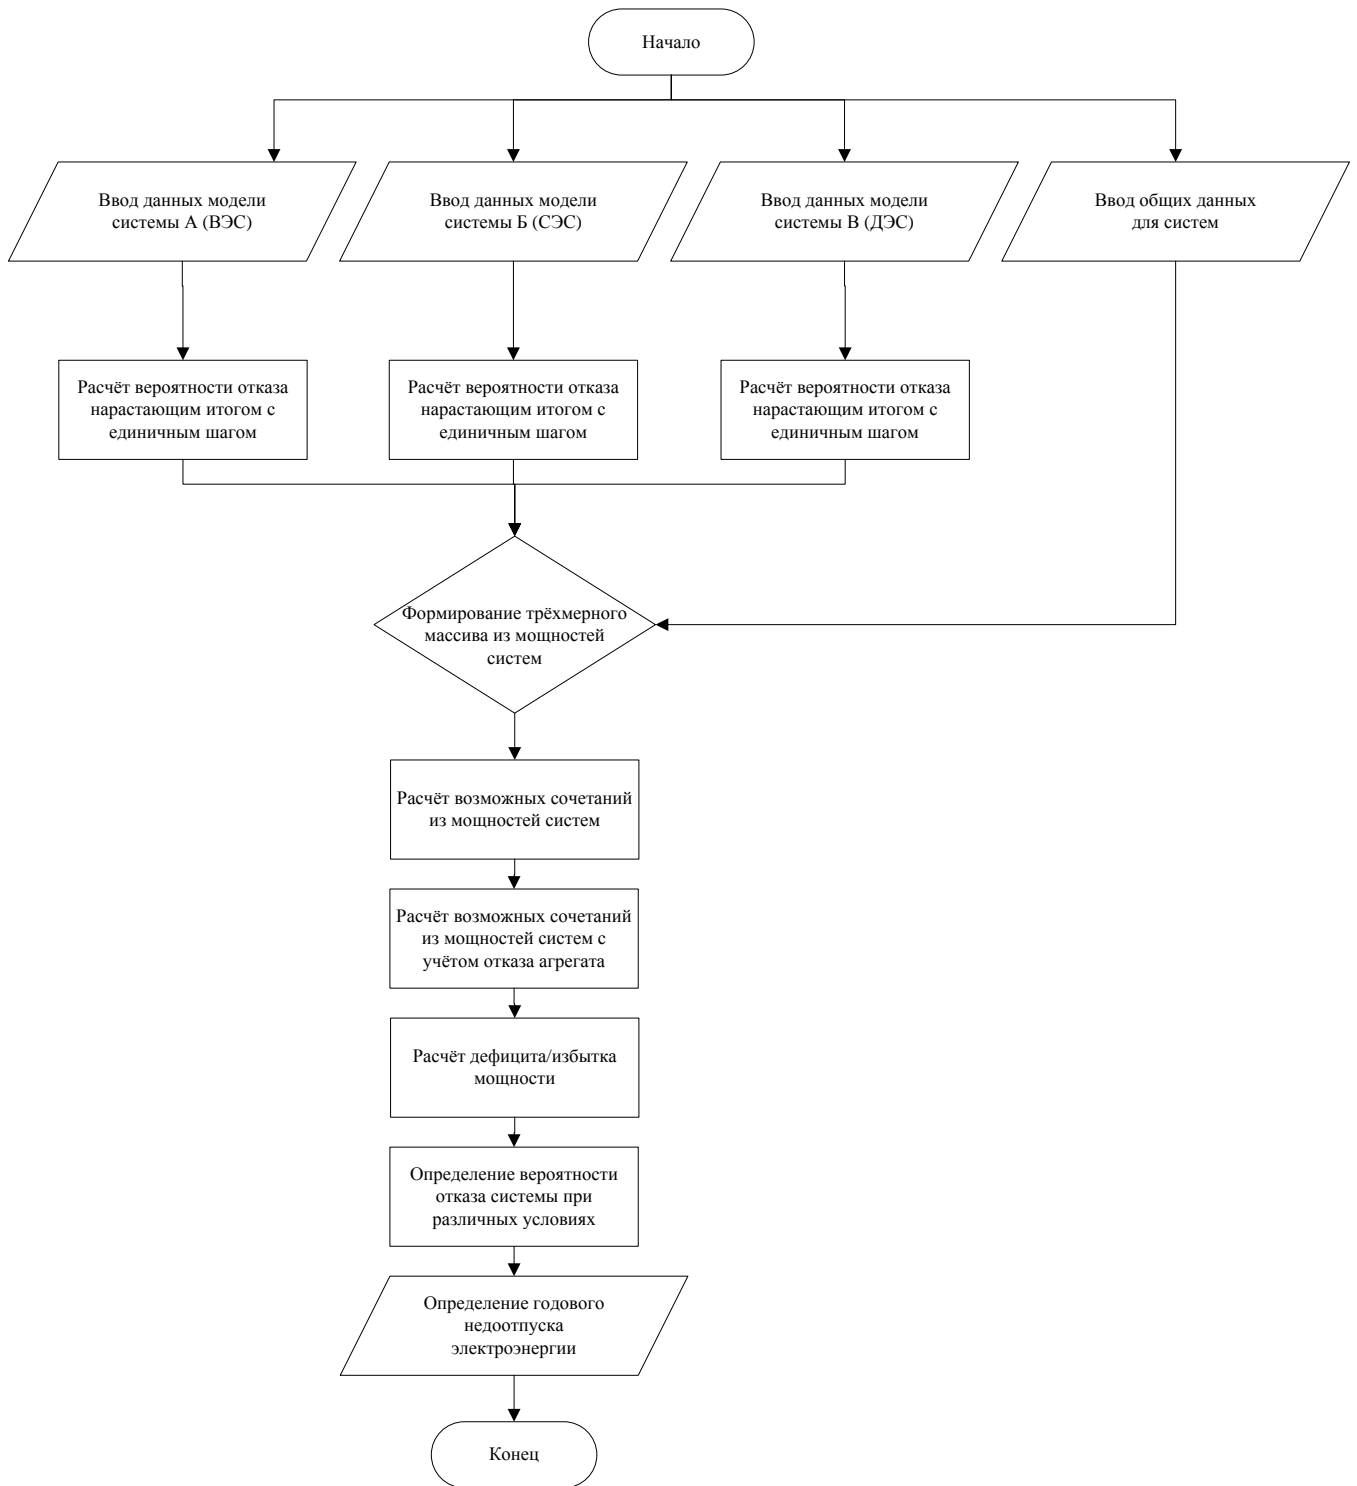 Начало
Ввод данных модели
системы А (ВЭС)
Ввод данных модели
системы Б (СЭС)
Ввод данных модели
системы В (ДЭС)
Ввод общих данных
для систем
Расчёт вероятности отказа
нарастающим итогом с
единичным шагом
Расчёт вероятности отказа
нарастающим итогом с
единичным шагом
Расчёт вероятности отказа
нарастающим итогом с
единичным шагом
Формирование трёхмерного
массива из мощностей
систем
Расчёт возможных сочетаний
из мощностей систем
Расчёт возможных сочетаний
из мощностей систем с
учётом отказа агрегата
Расчёт дефицита/избытка
мощности
Определение вероятности
отказа системы при
различных условиях
Определение годового
недоотпуска
электроэнергии
Конец